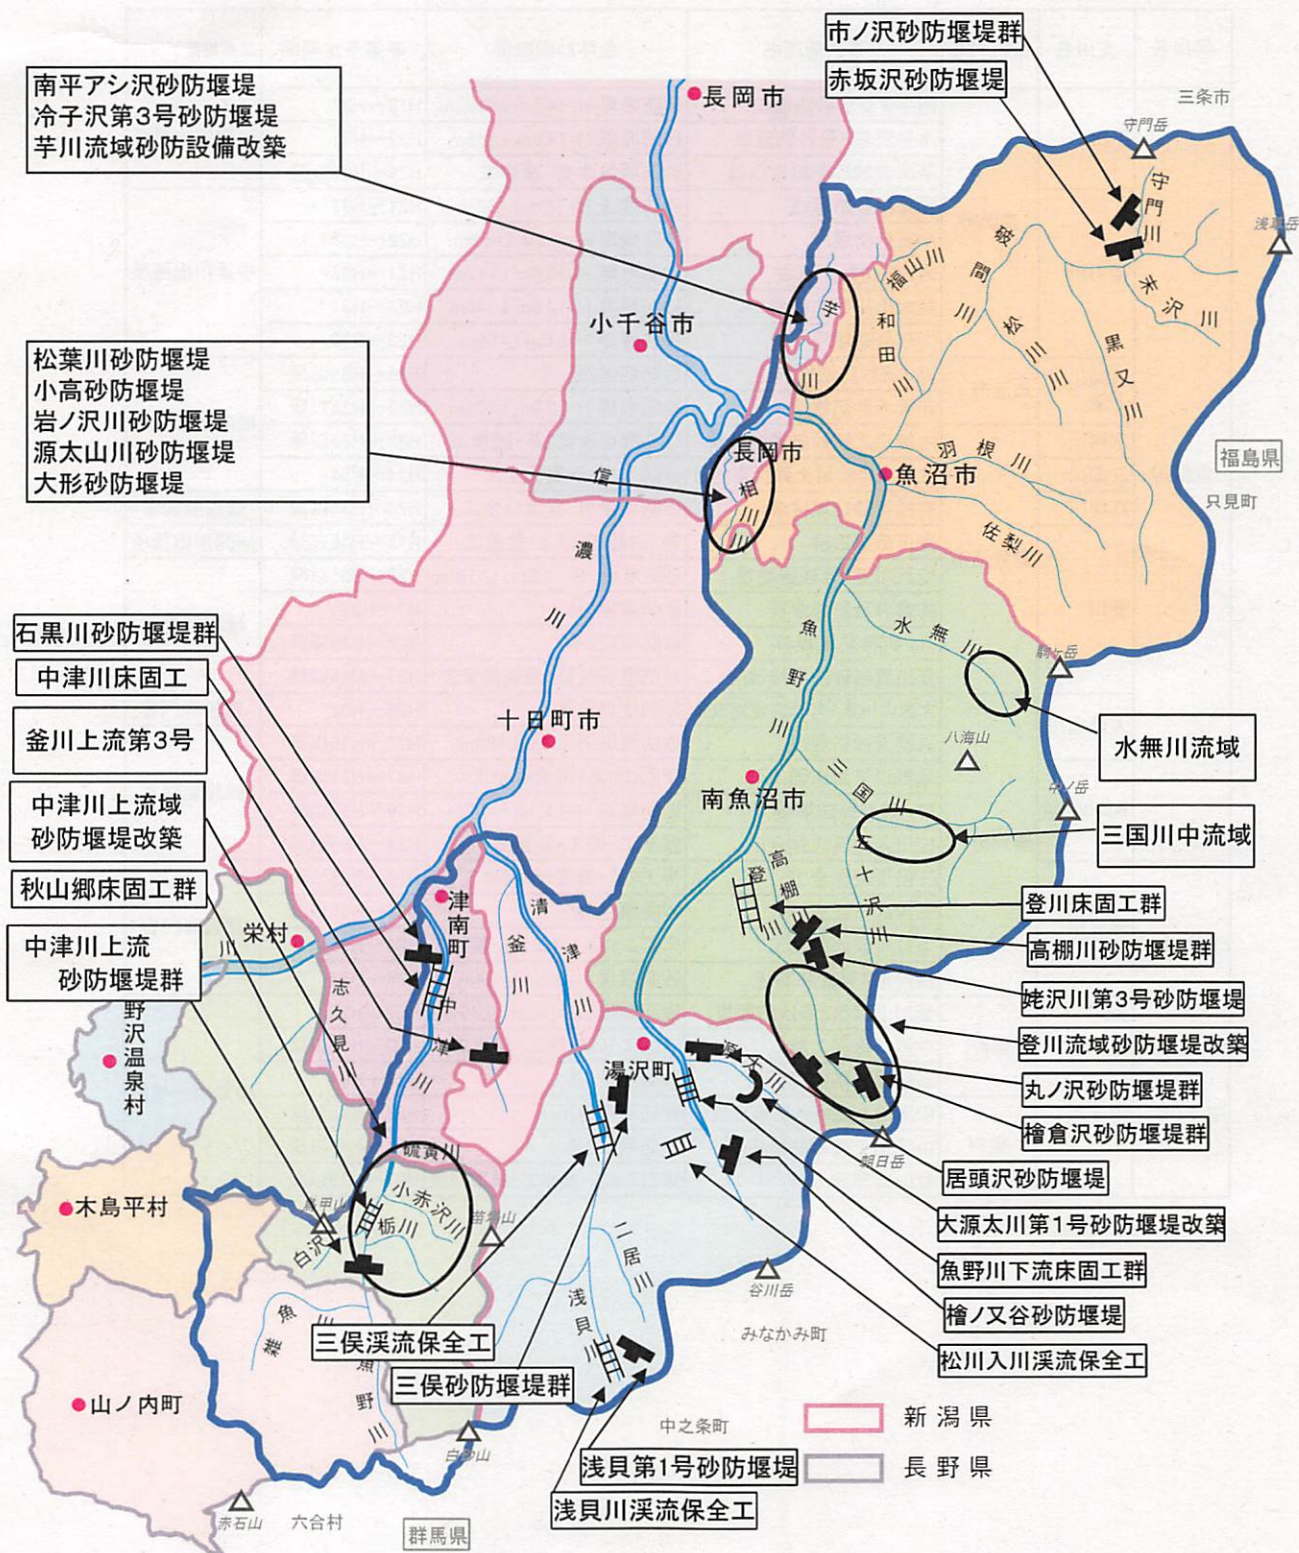 市ノ沢砂防堰堤群
赤坂沢砂防堰堤
南平アシ沢砂防堰堤
冷子沢第3号砂防堰堤
芋川流域砂防設備改築
長岡市
三条市
守門岳
守門川
浅草岳
破間川
福山川
末沢川
芋川
和田川
松川
黒又川
小千谷市
松葉川砂防堰堤
小高砂防堰堤
岩ノ沢川砂防堰堤
源太山川砂防堰堤
大形砂防堰堤
長岡市
相川川
羽根川
魚沼市
福島県
只見町
佐梨川
信濃川
石黒川砂防堰堤群
中津川床固工
釜川上流第3号
中津川上流域
砂防堰堤改築
秋山郷床固工群
中津川上流
砂防堰堤群
魚野川
水無川
駒ヶ岳
水無川流域
十日町市
八海山
中ノ岳
南魚沼市
三国川
三国川中流域
五十沢川
高棚川
登川
登川床固工群
高棚川砂防堰堤群
姥沢川第3号砂防堰堤
登川流域砂防堰堤改築
丸ノ沢砂防堰堤群
檜倉沢砂防堰堤群
居頭沢砂防堰堤
大源太川第1号砂防堰堤改築
魚野川下流床固工群
檜ノ又谷砂防堰堤
松川入川渓流保全工
津南町
栄村
川
清津川
釜川
志久見川
中津川
野沢温泉村
湯沢町
源太川
硫黄川
朝日岳
木島平村
鳥甲山
小赤沢川
苗場山
栃川
白沢
二居川
谷川岳
みなかみ町
浅貝川
雑魚川
魚野川
三俣渓流保全工
三俣砂防堰堤群
山ノ内町
中之条町
新潟県
長野県
白砂山
浅貝第1号砂防堰堤
浅貝川渓流保全工
赤石山
六合村
群馬県